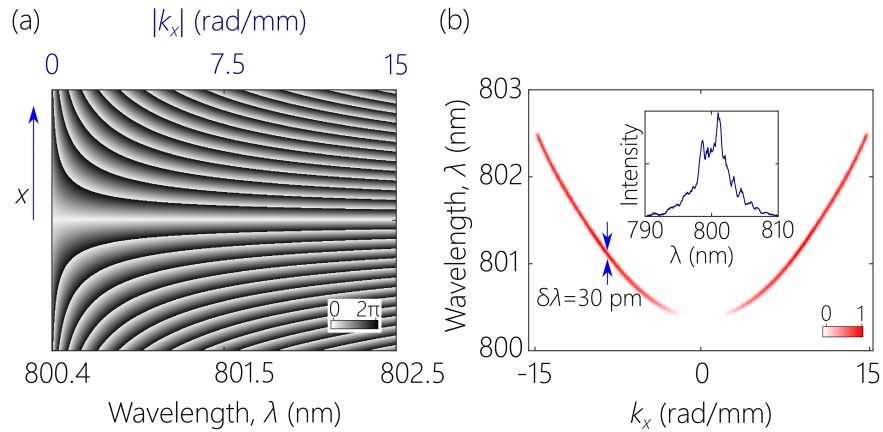 (a)
|kₓ| (rad/mm)
0 7.5 15
x
0 2π
800.4 801.5 802.5
Wavelength, λ (nm)
(b)
803
802
801
800
Wavelength, λ (nm)
Intensity
790 800 810
λ (nm)
δλ=30 pm
0 1
-15 0 15
kₓ (rad/mm)